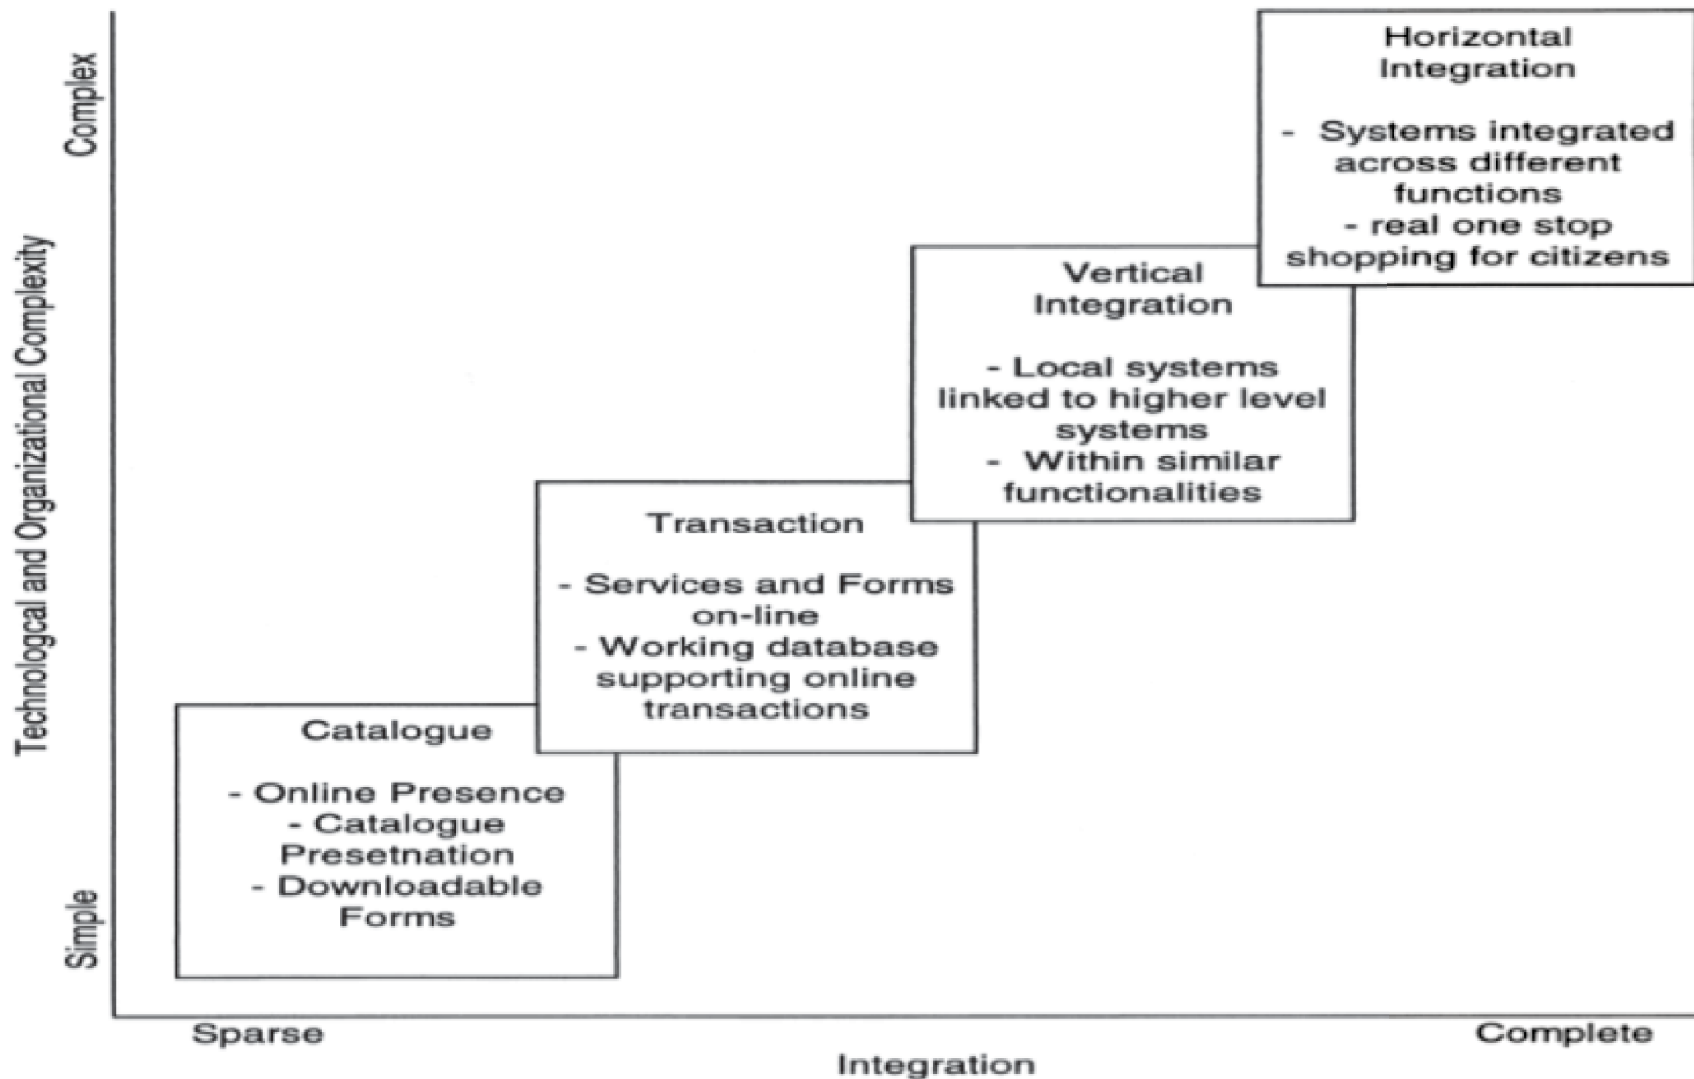 Complex
Technologcal and Organizational Complexity
Simple
Horizontal
Integration
- Systems integrated
across different
functions
- real one stop
shopping for citizens
Vertical
Integration
- Local systems
linked to higher level
systems
- Within similar
functionalities
Transaction
- Services and Forms
on-line
- Working database
supporting online
transactions
Catalogue
- Online Presence
- Catalogue
Presetnation
- Downloadable
Forms
Sparse
Complete
Integration